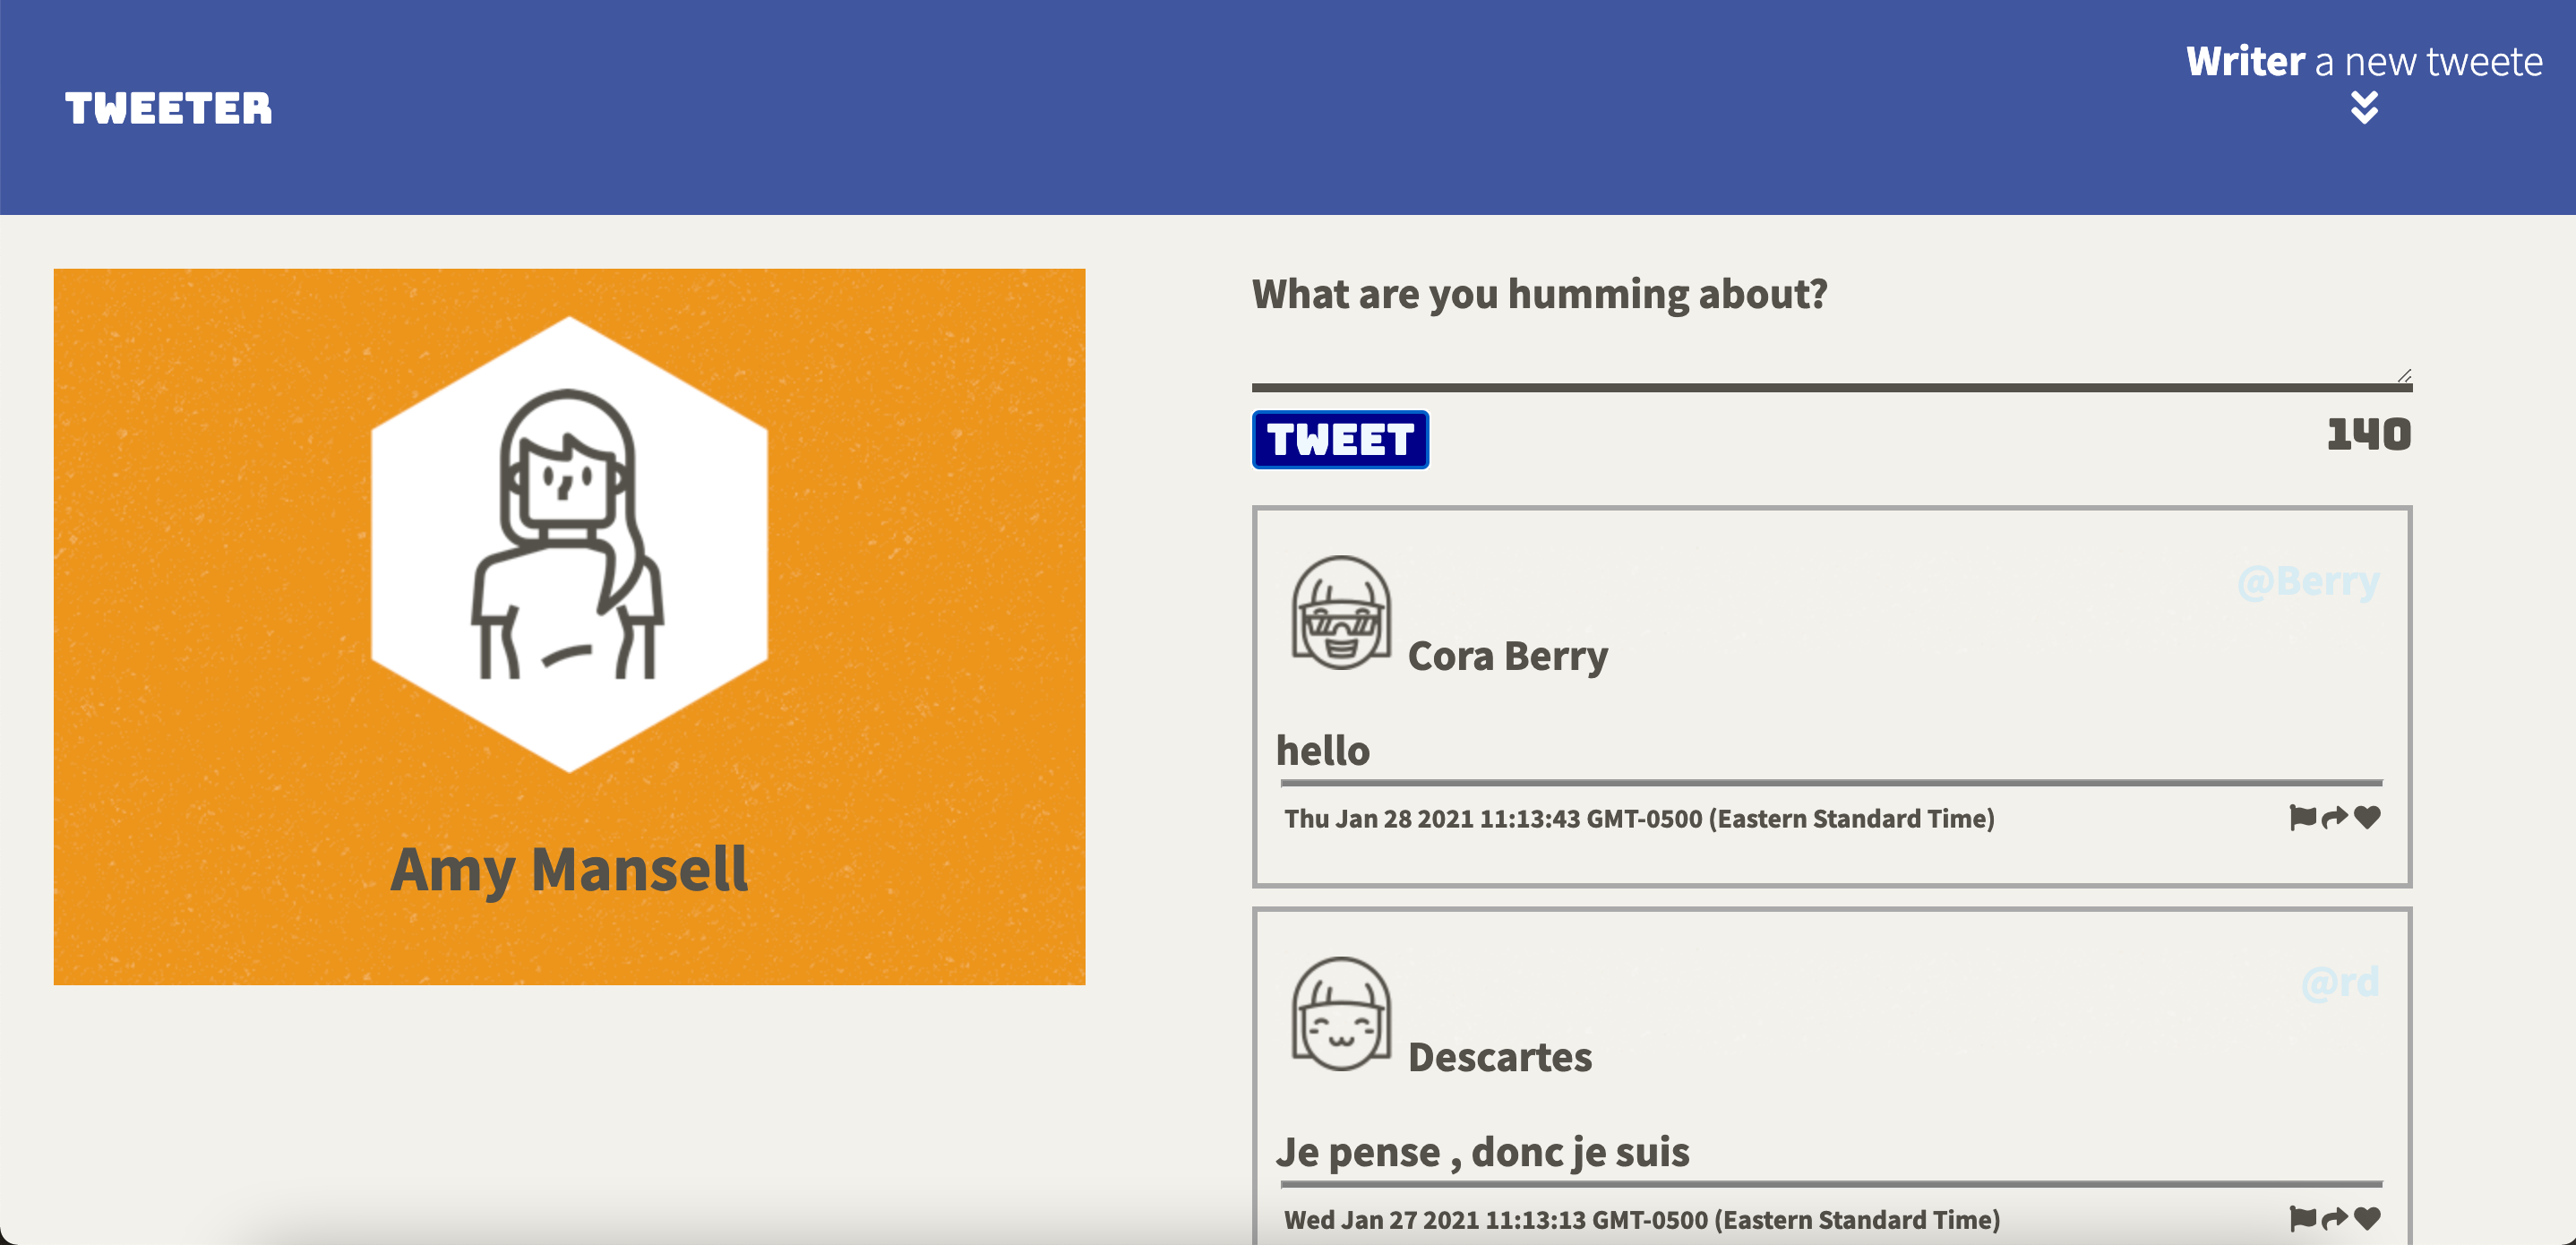 TWEETER
Writer a new tweete
Amy Mansell
What are you humming about?
TWEET
140
@Berry
Cora Berry
hello
Thu Jan 28 2021 11:13:43 GMT-0500 (Eastern Standard Time)
@rd
Descartes
Je pense , donc je suis
Wed Jan 27 2021 11:13:13 GMT-0500 (Eastern Standard Time)